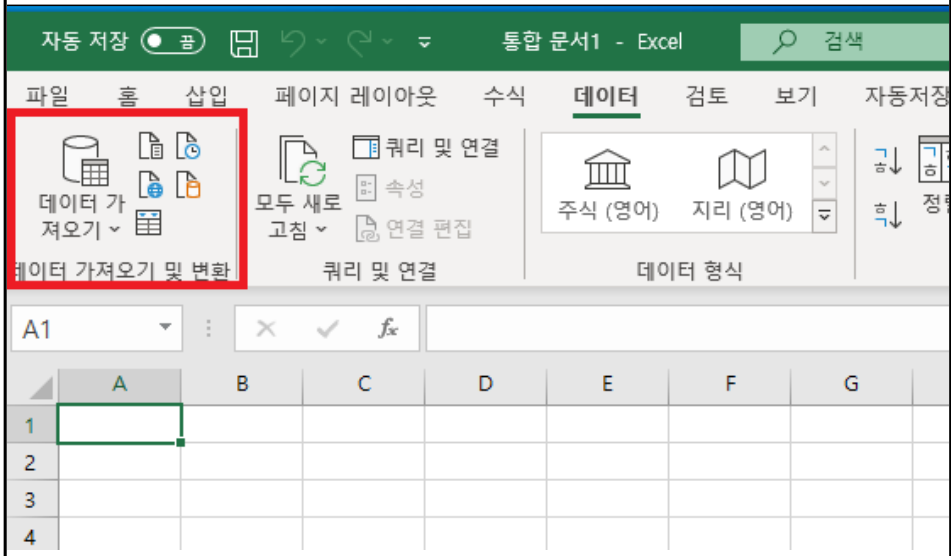 자동 저장 끔 통합 문서1 - Excel 검색
파일 홈 삽입 페이지 레이아웃 수식 데이터 검토 보기 자동저장
데이터 가
져오기
데이터 가져오기 및 변환
모두 새로
고침
쿼리 및 연결
속성
연결 편집
쿼리 및 연결
주식 (영어) 지리 (영어)
데이터 형식
ㄱ
ㅎ
ㅎ
ㄱ
A1 fx
A B C D E F G
1
2
3
4